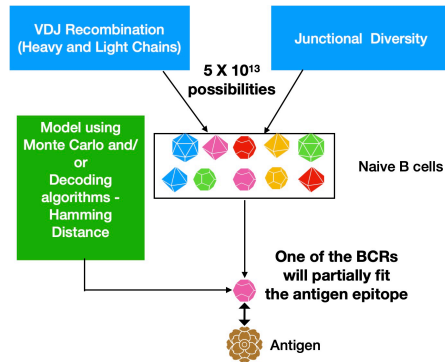 VDJ Recombination
(Heavy and Light Chains)
Junctional Diversity
5 X 10¹³
possibilities
Model using
Monte Carlo and/
or
Decoding
algorithms -
Hamming
Distance
Naive B cells
One of the BCRs
will partially fit
the antigen epitope
Antigen